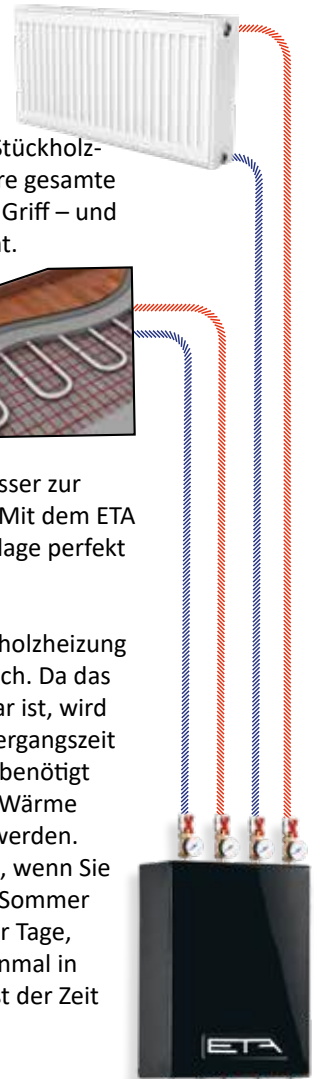 Stückholz-
re gesamte
Griff – und
t.
sser zur
Mit dem ETA
lage perfekt
holzheizung
ch. Da das
ar ist, wird
ergangszeit
benötigt
Wärme
werden.
, wenn Sie
Sommer
r Tage,
nmal in
st der Zeit
ETA